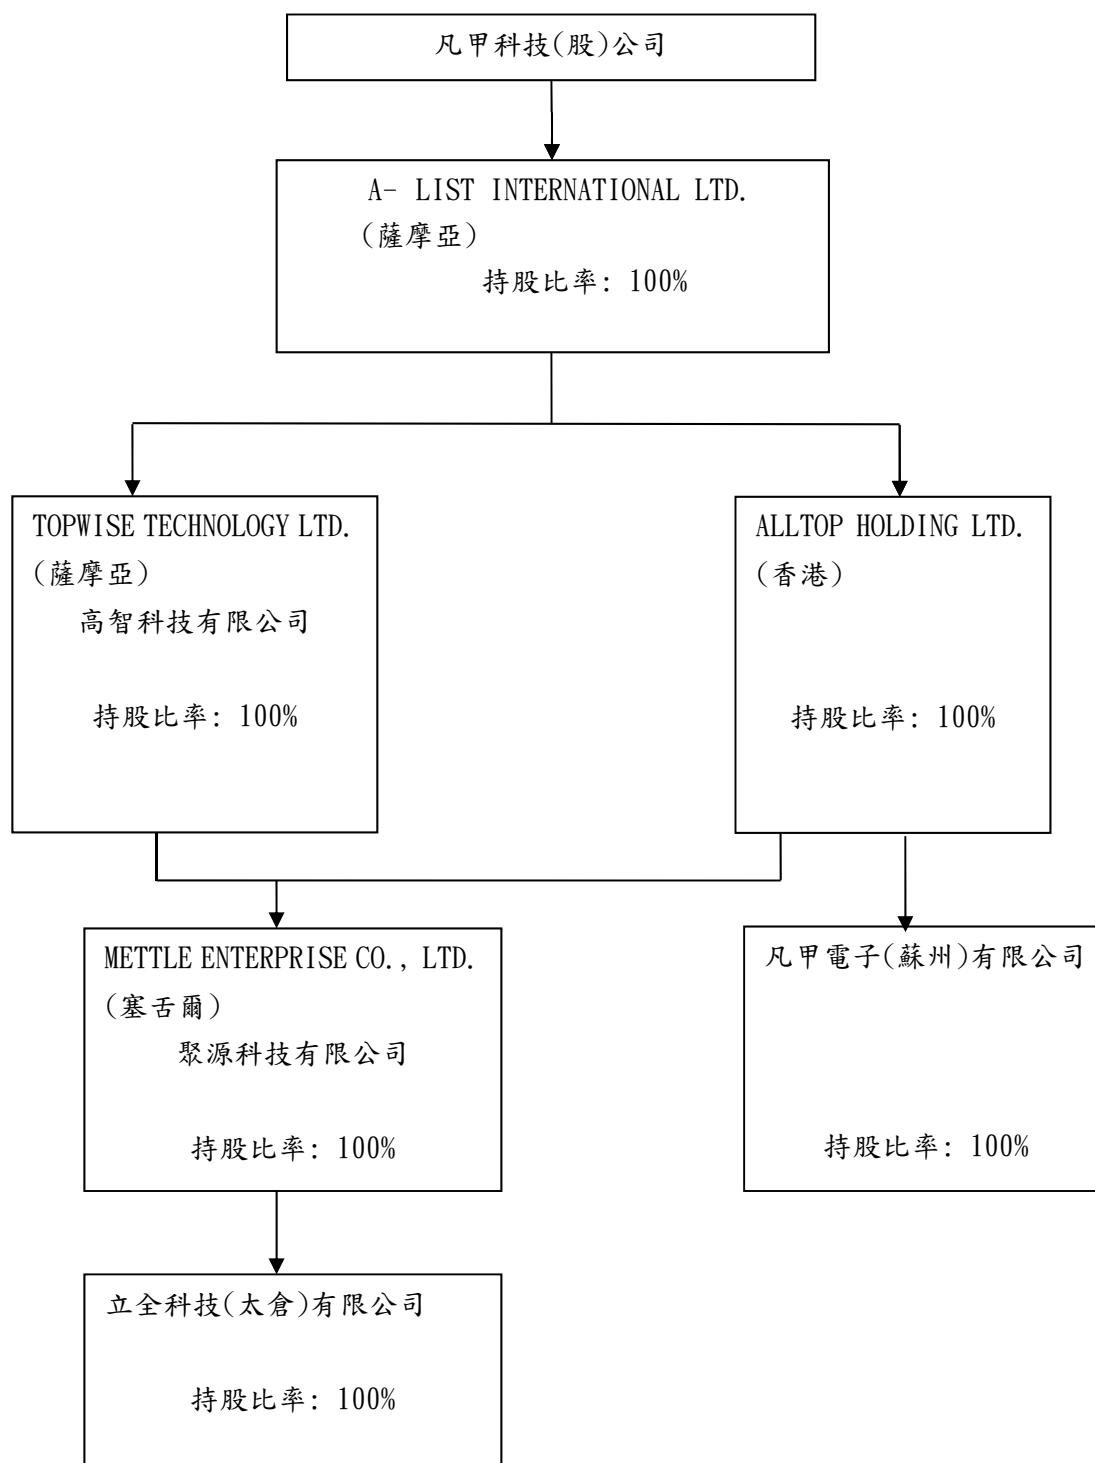 凡甲科技(股)公司
A- LIST INTERNATIONAL LTD.
(薩摩亞)
持股比率: 100%
TOPWISE TECHNOLOGY LTD.
(薩摩亞)
高智科技有限公司
持股比率: 100%
ALLTOP HOLDING LTD.
(香港)
持股比率: 100%
METTLE ENTERPRISE CO., LTD.
(塞舌爾)
聚源科技有限公司
持股比率: 100%
凡甲電子(蘇州)有限公司
持股比率: 100%
立全科技(太倉)有限公司
持股比率: 100%